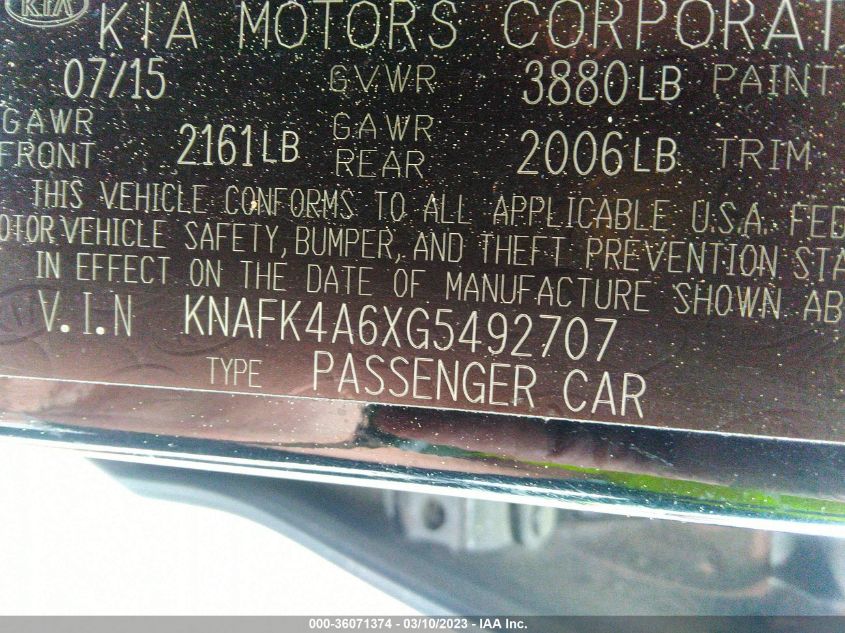 KIA
KIA MOTORS CORPORAT
07/15 GVWR 3880LB PAINT
GAWR FRONT 2161LB GAWR REAR 2006LB TRIM
THIS VEHICLE CONFORMS TO ALL APPLICABLE U.S.A. FED
OTOR VEHICLE SAFETY, BUMPER, AND THEFT PREVENTION STA
IN EFFECT ON THE DATE OF MANUFACTURE SHOWN AB
V.I.N KNAFK4A6XG5492707
TYPE PASSENGER CAR
000-36071374 - 03/10/2023 - IAA Inc.